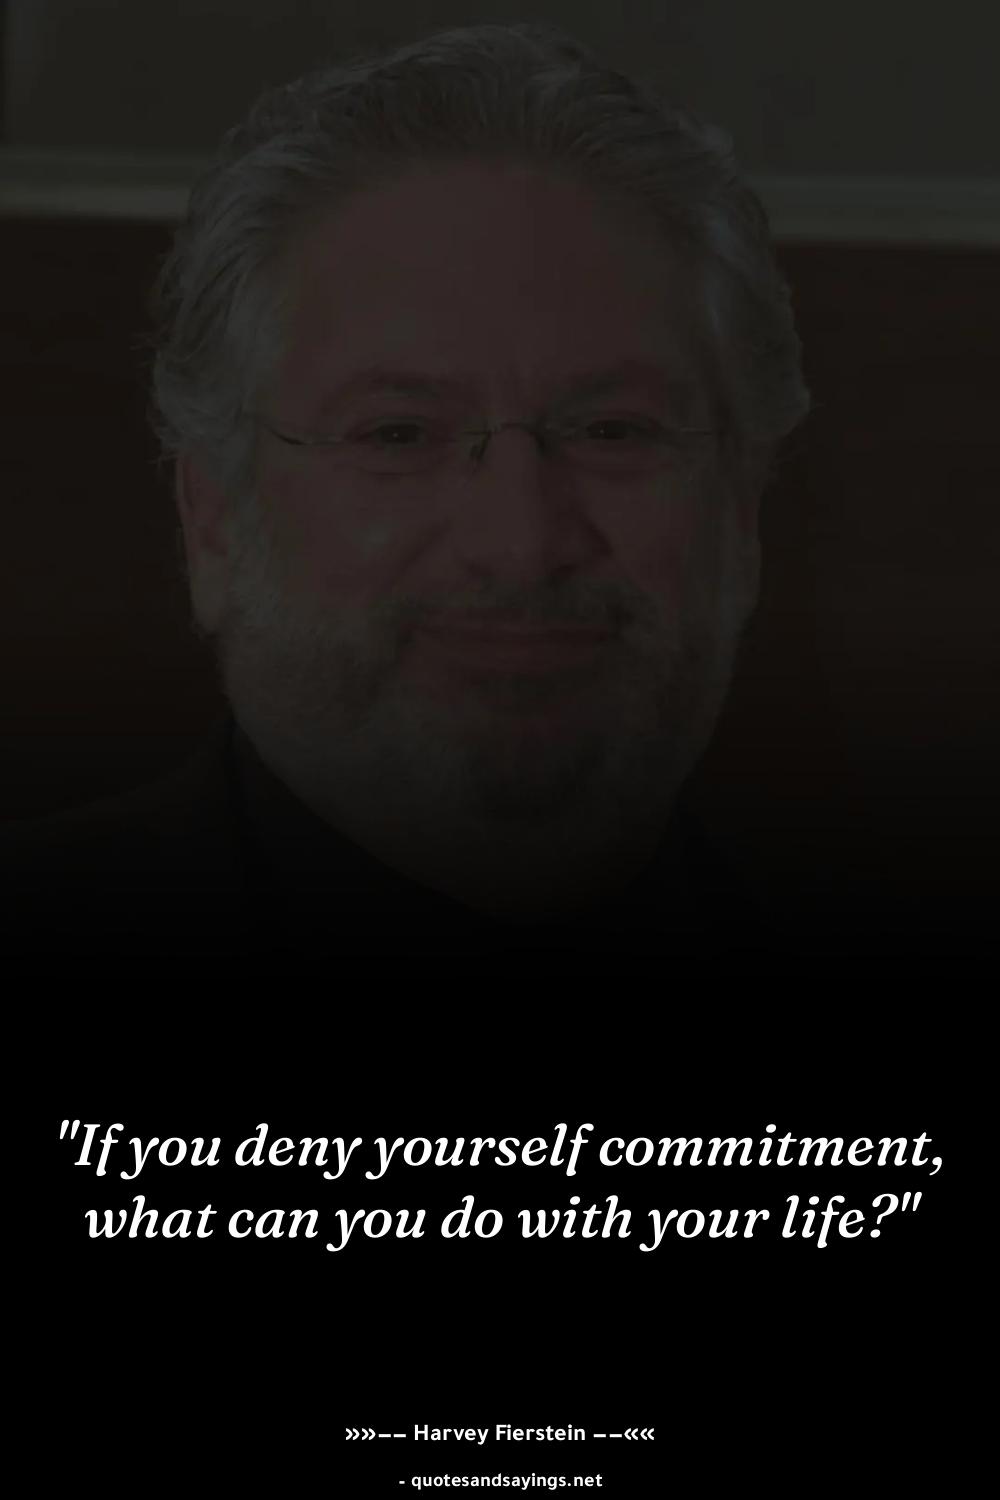 "If you deny yourself commitment,
what can you do with your life?"
»»–– Harvey Fierstein ––««
- quotesandsayings.net